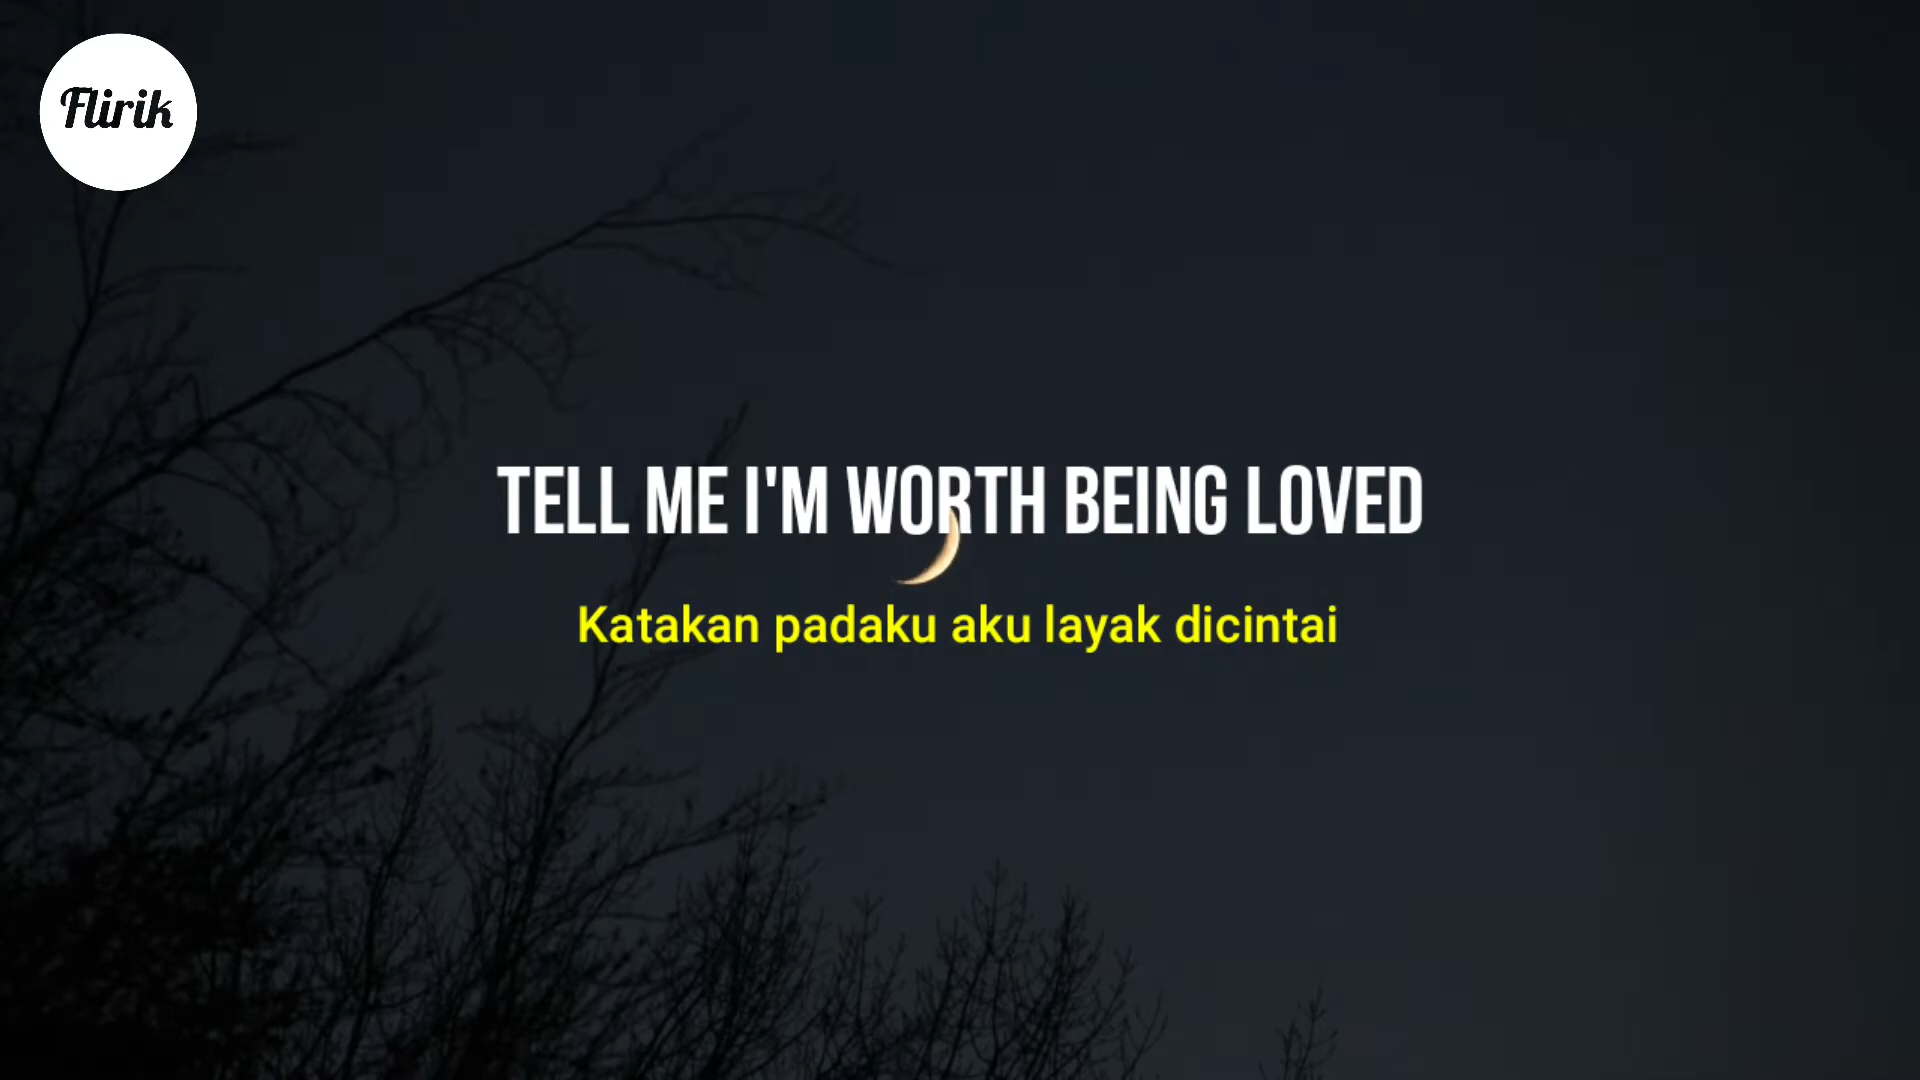 Flirik
TELL ME I'M WORTH BEING LOVED
Katakan padaku aku layak dicintai